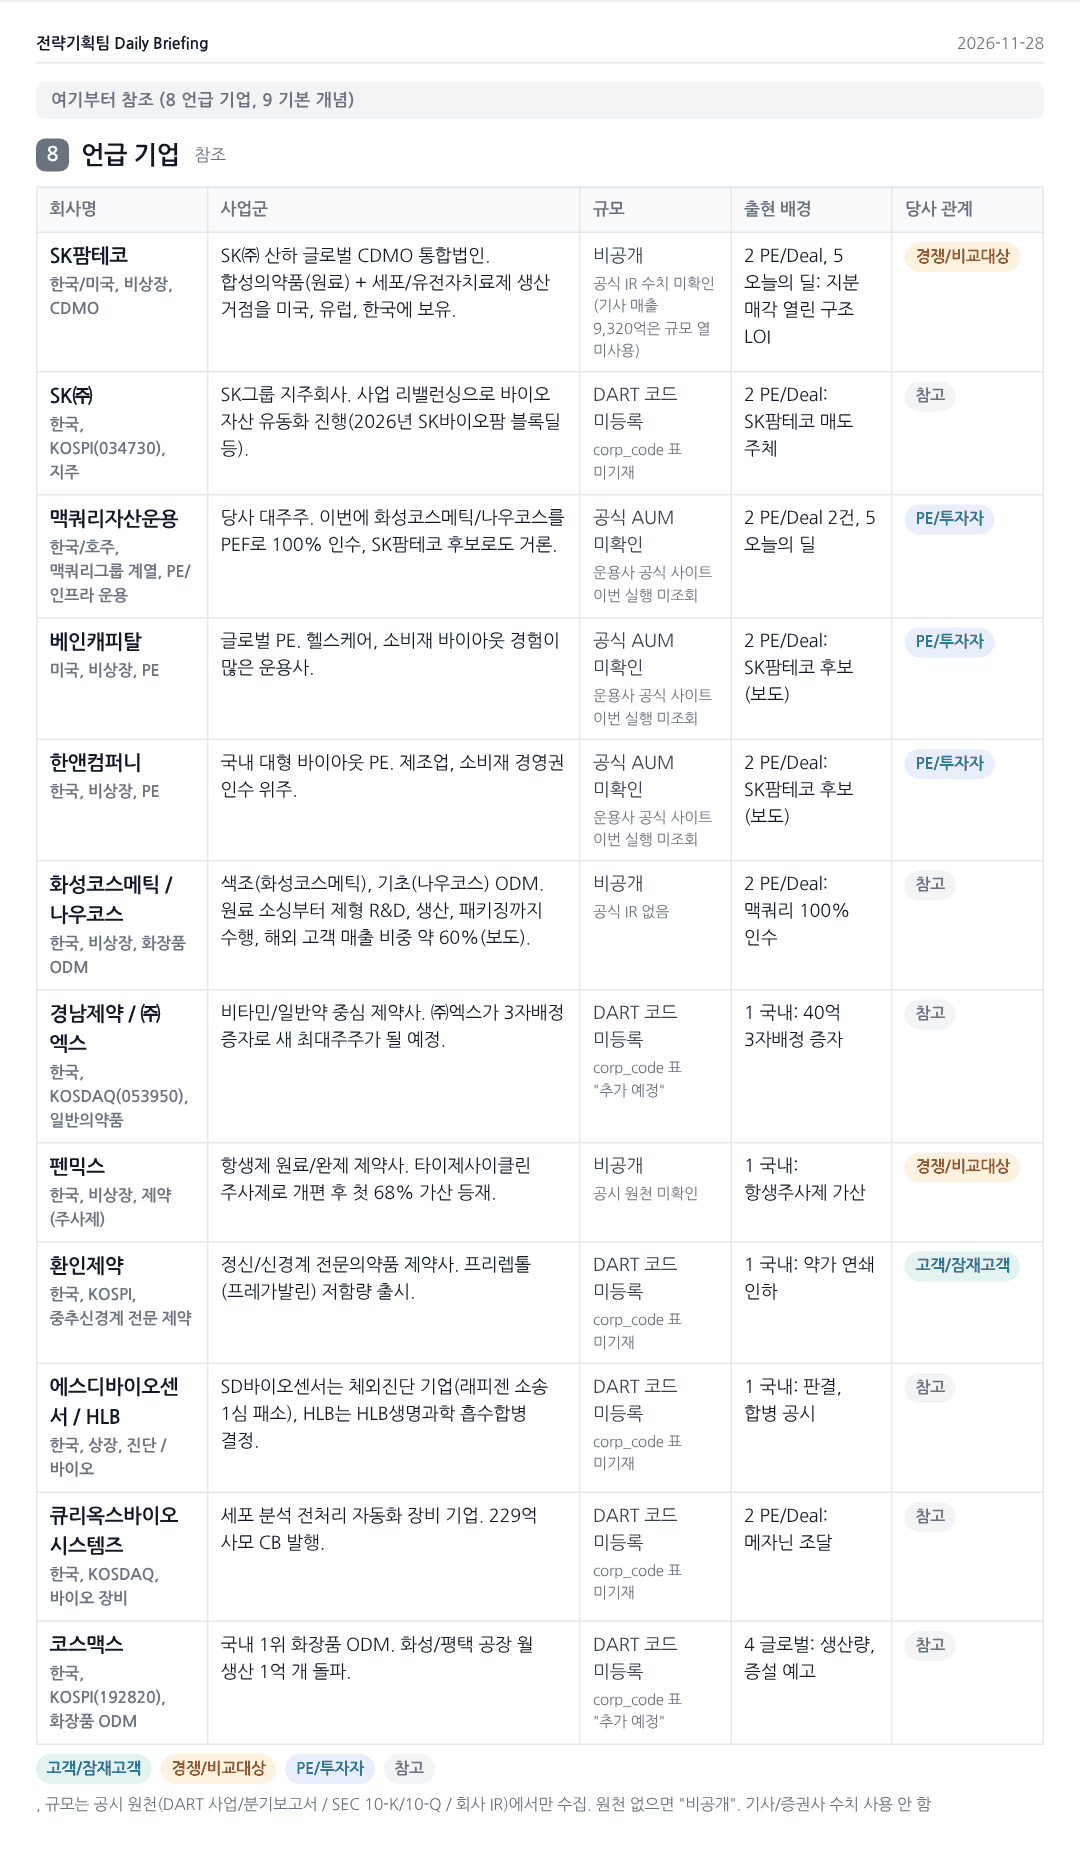 전략기획팀 Daily Briefing
2026-11-28
여기부터 참조 (8 언급 기업, 9 기본 개념)
8 언급 기업 참조
회사명 사업군 규모 출현 배경 당사 관계
SK팜테코
한국/미국, 비상장,
CDMO
SK㈜ 산하 글로벌 CDMO 통합법인.
합성의약품(원료) + 세포/유전자치료제 생산
거점을 미국, 유럽, 한국에 보유.
비공개
공식 IR 수치 미확인
(기사 매출
9,320억은 규모 열
미사용)
2 PE/Deal, 5
오늘의 딜: 지분
매각 열린 구조
LOI
경쟁/비교대상
SK㈜
한국,
KOSPI(034730),
지주
SK그룹 지주회사. 사업 리밸런싱으로 바이오
자산 유동화 진행(2026년 SK바이오팜 블록딜
등).
DART 코드
미등록
corp_code 표
미기재
2 PE/Deal:
SK팜테코 매도
주체
참고
맥쿼리자산운용
한국/호주,
맥쿼리그룹 계열, PE/
인프라 운용
당사 대주주. 이번에 화성코스메틱/나우코스를
PEF로 100% 인수, SK팜테코 후보로도 거론.
공식 AUM
미확인
운용사 공식 사이트
이번 실행 미조회
2 PE/Deal 2건, 5
오늘의 딜
PE/투자자
베인캐피탈
미국, 비상장, PE
글로벌 PE. 헬스케어, 소비재 바이아웃 경험이
많은 운용사.
공식 AUM
미확인
운용사 공식 사이트
이번 실행 미조회
2 PE/Deal:
SK팜테코 후보
(보도)
PE/투자자
한앤컴퍼니
한국, 비상장, PE
국내 대형 바이아웃 PE. 제조업, 소비재 경영권
인수 위주.
공식 AUM
미확인
운용사 공식 사이트
이번 실행 미조회
2 PE/Deal:
SK팜테코 후보
(보도)
PE/투자자
화성코스메틱 /
나우코스
한국, 비상장, 화장품
ODM
색조(화성코스메틱), 기초(나우코스) ODM.
원료 소싱부터 제형 R&D, 생산, 패키징까지
수행, 해외 고객 매출 비중 약 60%(보도).
비공개
공식 IR 없음
2 PE/Deal:
맥쿼리 100%
인수
참고
경남제약 / ㈜
엑스
한국,
KOSDAQ(053950),
일반의약품
비타민/일반약 중심 제약사. ㈜엑스가 3자배정
증자로 새 최대주주가 될 예정.
DART 코드
미등록
corp_code 표
"추가 예정"
1 국내: 40억
3자배정 증자
참고
펜믹스
한국, 비상장, 제약
(주사제)
항생제 원료/완제 제약사. 타이제사이클린
주사제로 개편 후 첫 68% 가산 등재.
비공개
공시 원천 미확인
1 국내:
항생주사제 가산
경쟁/비교대상
환인제약
한국, KOSPI,
중추신경계 전문 제약
정신/신경계 전문의약품 제약사. 프리렙톨
(프레가발린) 저함량 출시.
DART 코드
미등록
corp_code 표
미기재
1 국내: 약가 연쇄
인하
고객/잠재고객
에스디바이오센
서 / HLB
한국, 상장, 진단 /
바이오
SD바이오센서는 체외진단 기업(래피젠 소송
1심 패소), HLB는 HLB생명과학 흡수합병
결정.
DART 코드
미등록
corp_code 표
미기재
1 국내: 판결,
합병 공시
참고
큐리옥스바이오
시스템즈
한국, KOSDAQ,
바이오 장비
세포 분석 전처리 자동화 장비 기업. 229억
사모 CB 발행.
DART 코드
미등록
corp_code 표
미기재
2 PE/Deal:
메자닌 조달
참고
코스맥스
한국,
KOSPI(192820),
화장품 ODM
국내 1위 화장품 ODM. 화성/평택 공장 월
생산 1억 개 돌파.
DART 코드
미등록
corp_code 표
"추가 예정"
4 글로벌: 생산량,
증설 예고
참고
고객/잠재고객 경쟁/비교대상 PE/투자자 참고
, 규모는 공시 원천(DART 사업/분기보고서 / SEC 10-K/10-Q / 회사 IR)에서만 수집. 원천 없으면 "비공개". 기사/증권사 수치 사용 안 함